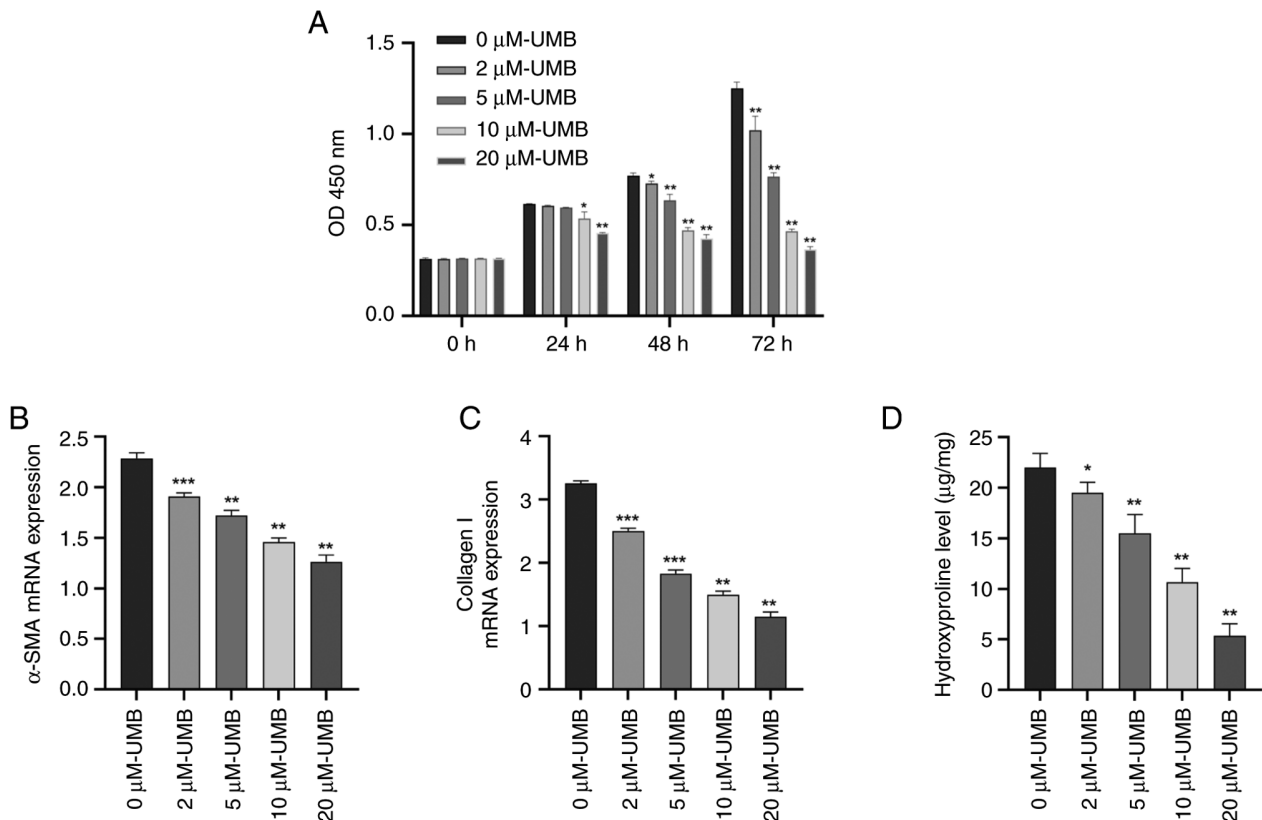 A
1.5
1.0
0.5
0.0
OD 450 nm
0 μM-UMB
2 μM-UMB
5 μM-UMB
10 μM-UMB
20 μM-UMB
*
**
*
**
**
**
**
**
**
**
0 h
24 h
48 h
72 h
B
2.5
2.0
1.5
1.0
0.5
0.0
α-SMA mRNA expression
***
**
**
**
0 μM-UMB
2 μM-UMB
5 μM-UMB
10 μM-UMB
20 μM-UMB
C
4
3
2
1
0
Collagen I
mRNA expression
***
***
**
**
0 μM-UMB
2 μM-UMB
5 μM-UMB
10 μM-UMB
20 μM-UMB
D
25
20
15
10
5
0
Hydroxyproline level (μg/mg)
*
**
**
**
0 μM-UMB
2 μM-UMB
5 μM-UMB
10 μM-UMB
20 μM-UMB